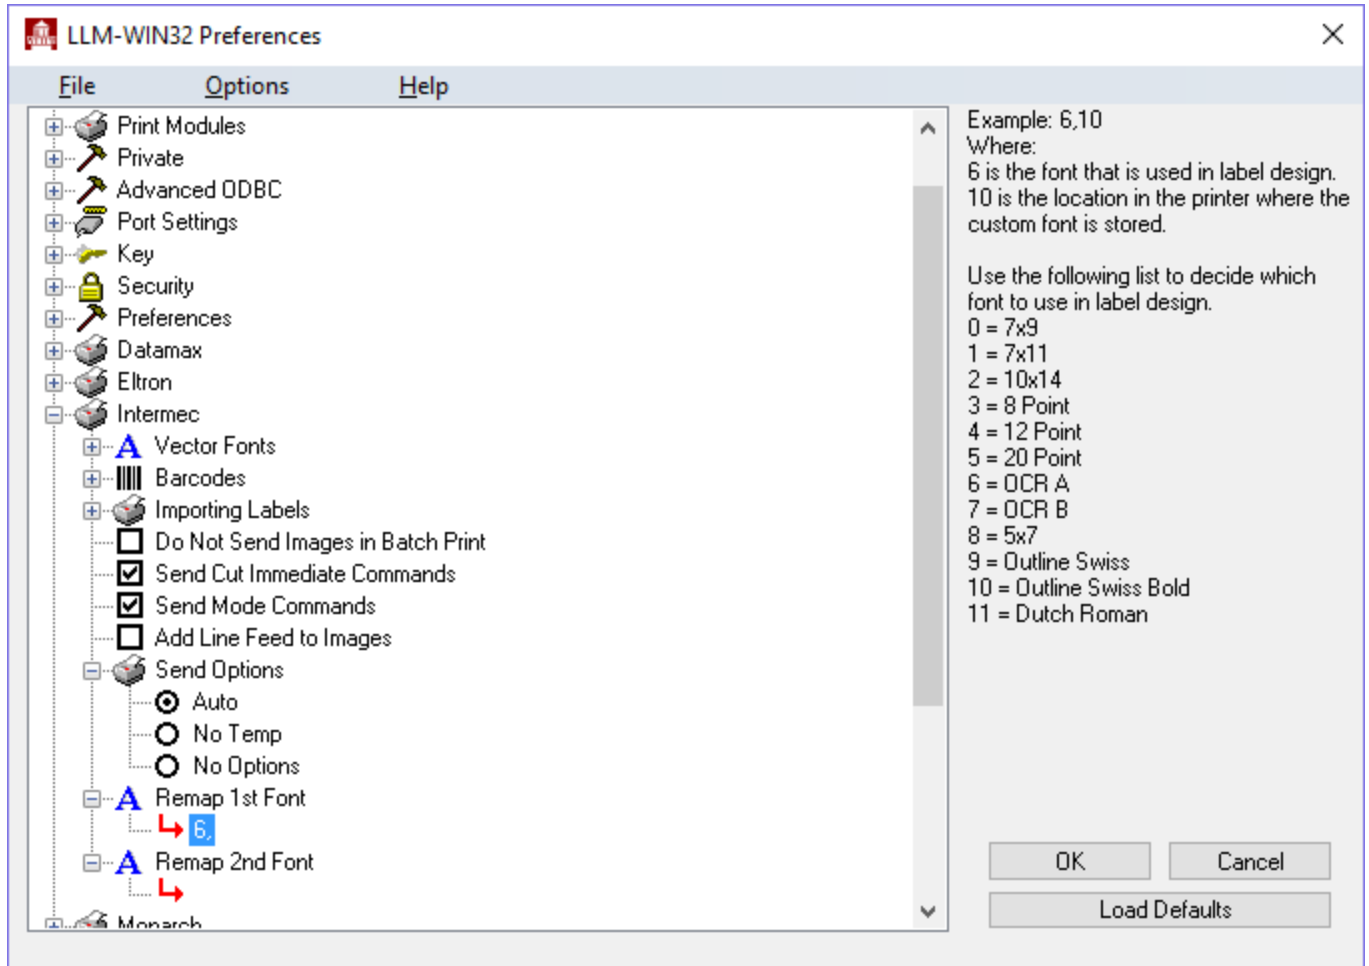 LLM-WIN32 Preferences
File Options Help
Print Modules
Private
Advanced ODBC
Port Settings
Key
Security
Preferences
Datamax
Eltron
Intermec
Vector Fonts
Barcodes
Importing Labels
Do Not Send Images in Batch Print
Send Cut Immediate Commands
Send Mode Commands
Add Line Feed to Images
Send Options
Auto
No Temp
No Options
Remap 1st Font
6,
Remap 2nd Font
Monarch
Example: 6,10
Where:
6 is the font that is used in label design.
10 is the location in the printer where the
custom font is stored.
Use the following list to decide which
font to use in label design.
0 = 7x9
1 = 7x11
2 = 10x14
3 = 8 Point
4 = 12 Point
5 = 20 Point
6 = OCR A
7 = OCR B
8 = 5x7
9 = Outline Swiss
10 = Outline Swiss Bold
11 = Dutch Roman
OK Cancel
Load Defaults